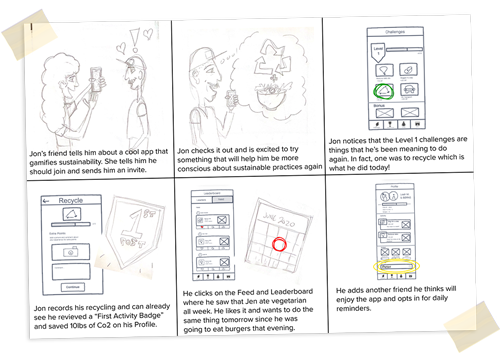 Jon's friend tells him about a cool app that
gamifies sustainability. She tells him he
should join and sends him an invite.
Jon checks it out and is excited to try
something that will help him be more
conscious about sustainable practices again
Challenges
Level
1
Bonus
Jon notices that the Level 1 challenges are
things that he's been meaning to do
again. In fact, one was to recycle which is
what he did today!
Recycle
Continue
1ST
POST
Jon records his recycling and can already
see he revieved a "First Activity Badge"
and saved 10lbs of Co2 on his Profile.
JUNE 2020
He clicks on the Feed and Leaderboard
where he saw that Jen ate vegetarian
all week. He likes it and wants to do the
same thing tomorrow since he was
going to eat burgers that evening.
He adds another friend he thinks will
enjoy the app and opts in for daily
reminders.